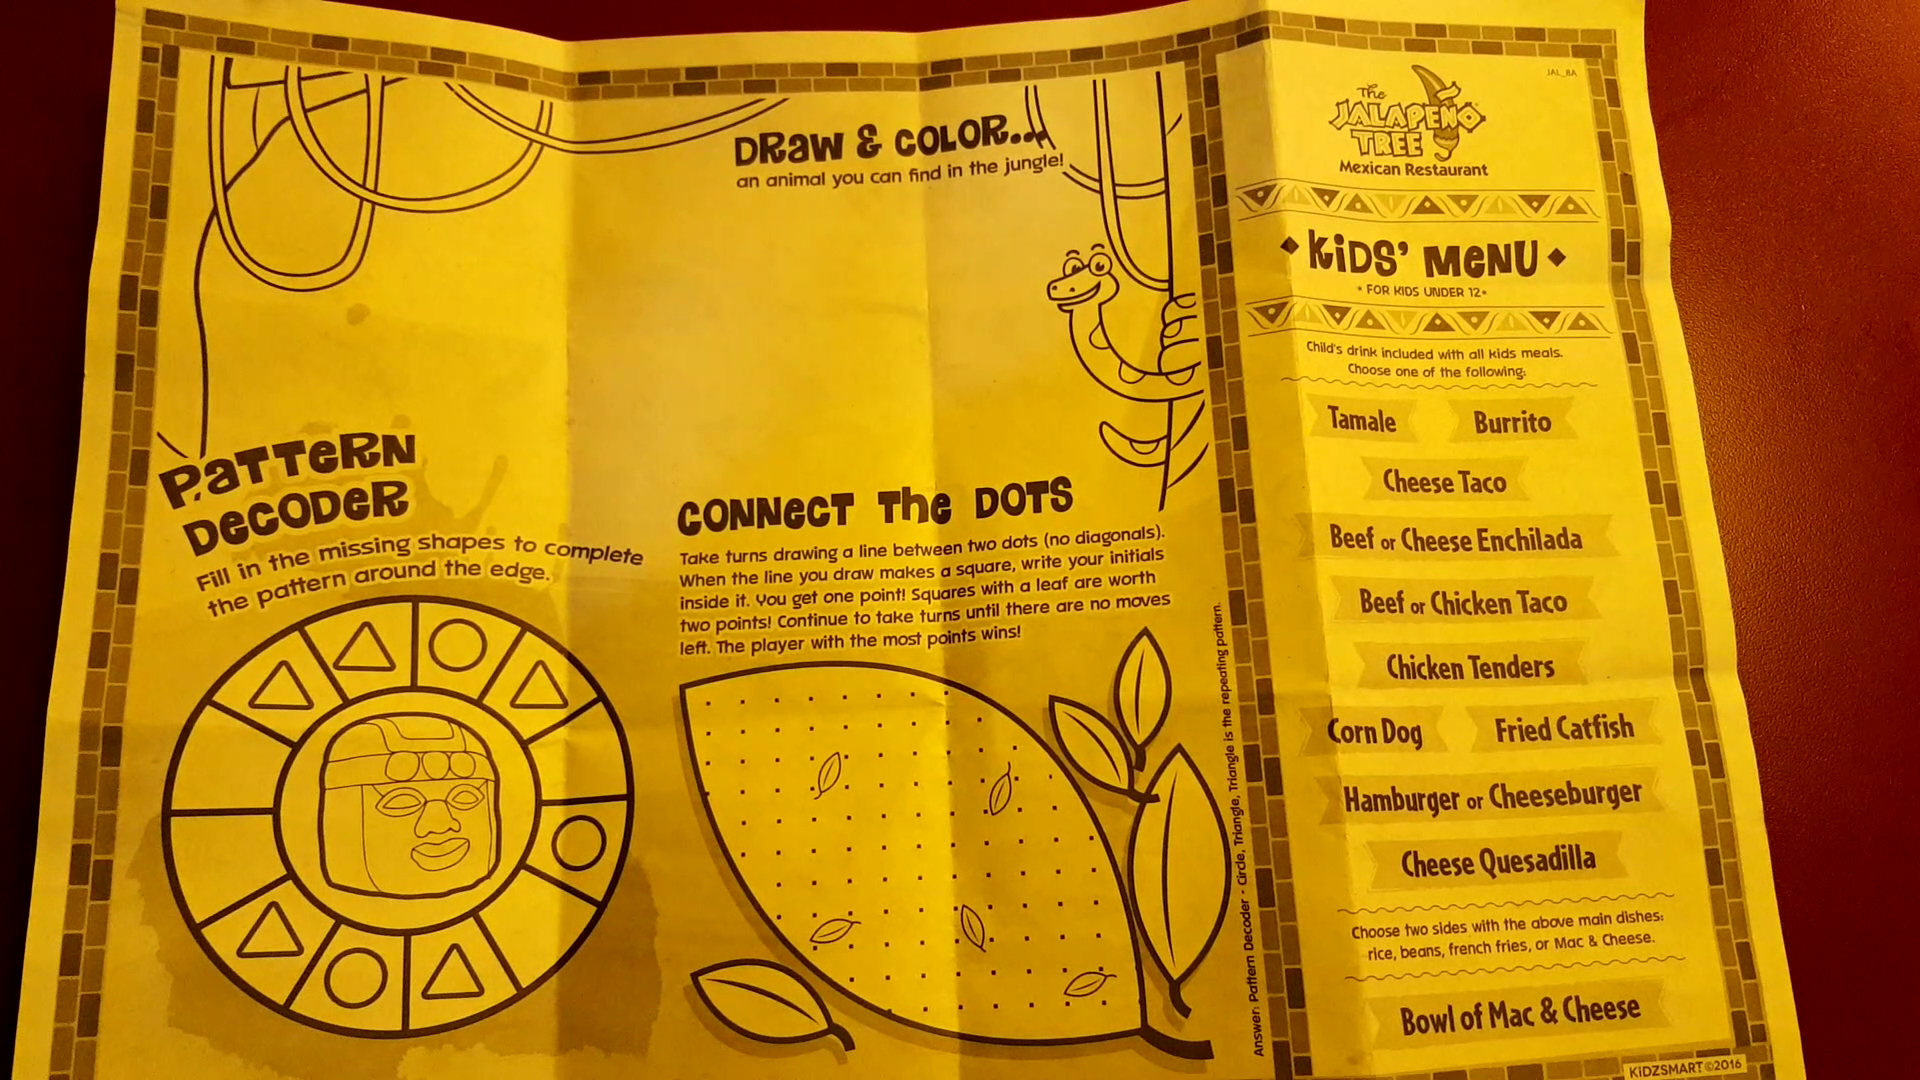 DRAW & COLOR...
an animal you can find in the jungle!
PATTERN
DECODER
Fill in the missing shapes to complete
the pattern around the edge.
CONNECT THE DOTS
Take turns drawing a line between two dots (no diagonals).
When the line you draw makes a square, write your initials
inside it. You get one point! Squares with a leaf are worth
two points! Continue to take turns until there are no moves
left. The player with the most points wins!
Answer: Pattern Decoder - Circle, Triangle, Triangle is the repeating pattern.
JAL_8A
The
JALAPENO
TREE
Mexican Restaurant
KIDS' MENU
• FOR KIDS UNDER 12•
Child's drink included with all kids meals.
Choose one of the following:
Tamale Burrito
Cheese Taco
Beef or Cheese Enchilada
Beef or Chicken Taco
Chicken Tenders
Corn Dog Fried Catfish
Hamburger or Cheeseburger
Cheese Quesadilla
Choose two sides with the above main dishes:
rice, beans, french fries, or Mac & Cheese.
Bowl of Mac & Cheese
KIDZSMART©2016